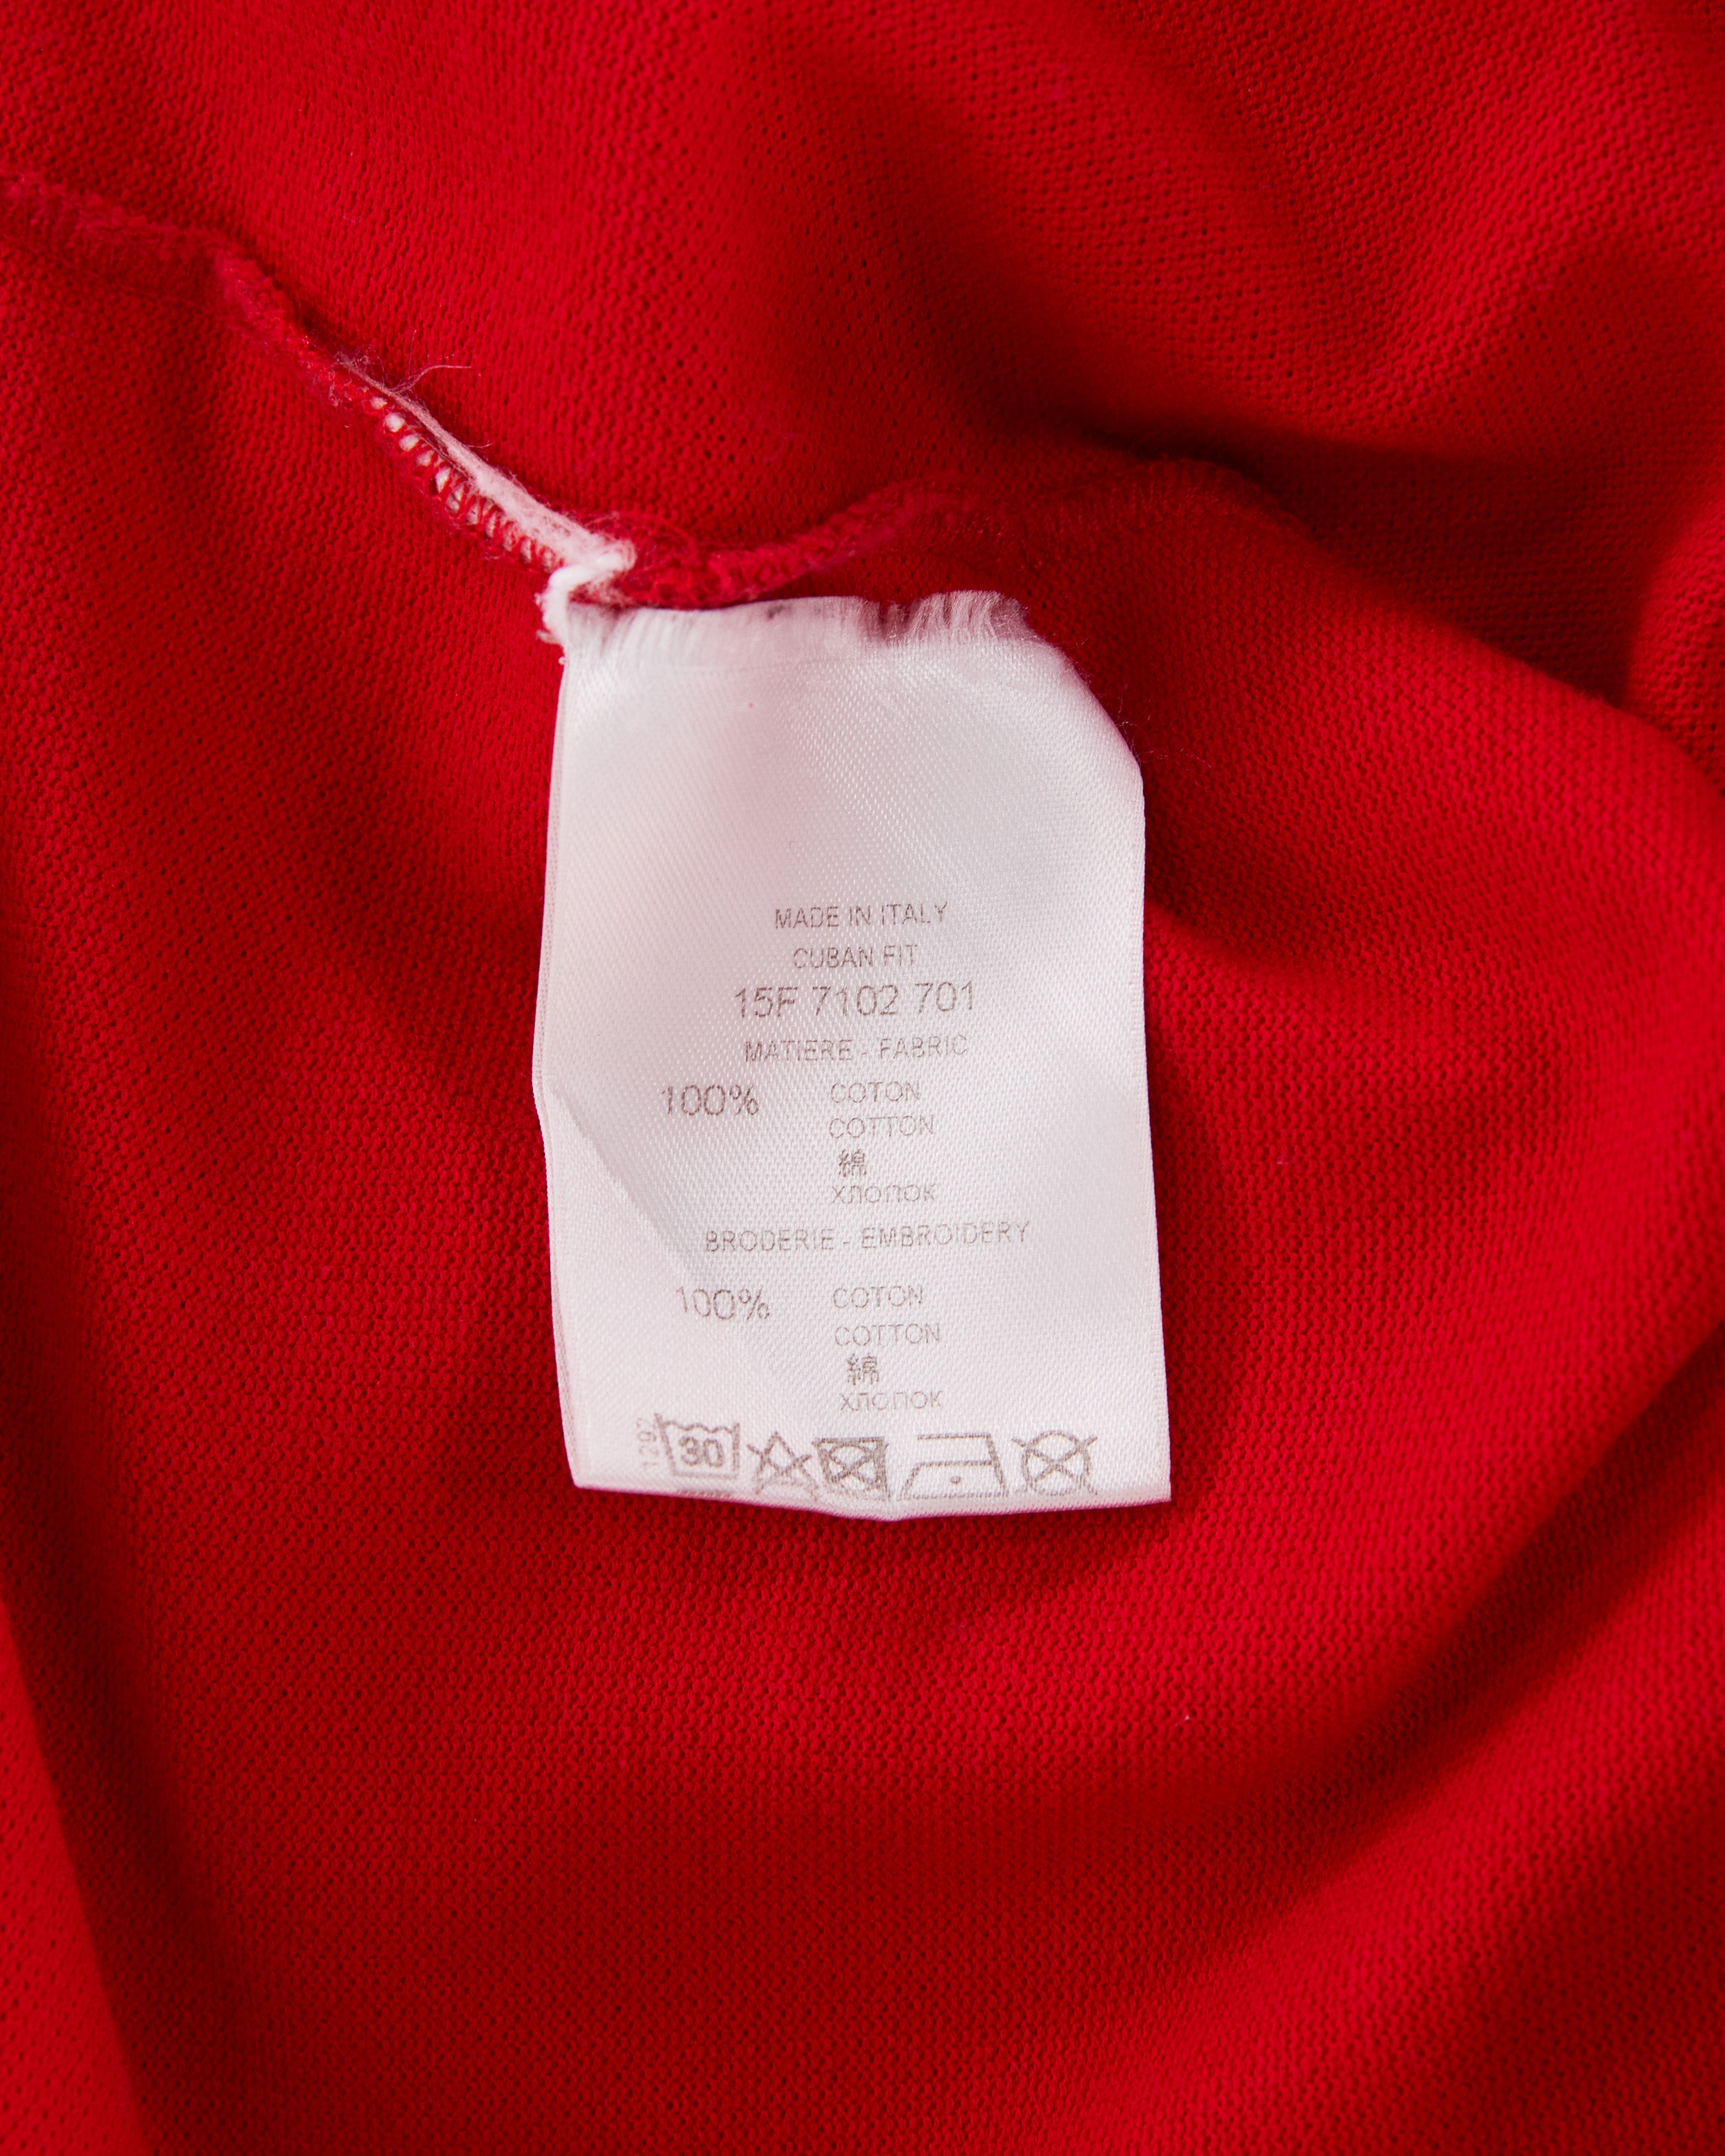 MADE IN ITALY
CUBAN FIT
15F 7102 701
MATIERE - FABRIC
100% COTON
COTTON
綿
ХЛОПОК
BRODERIE - EMBROIDERY
100% COTON
COTTON
綿
ХЛОПОК
1292
30